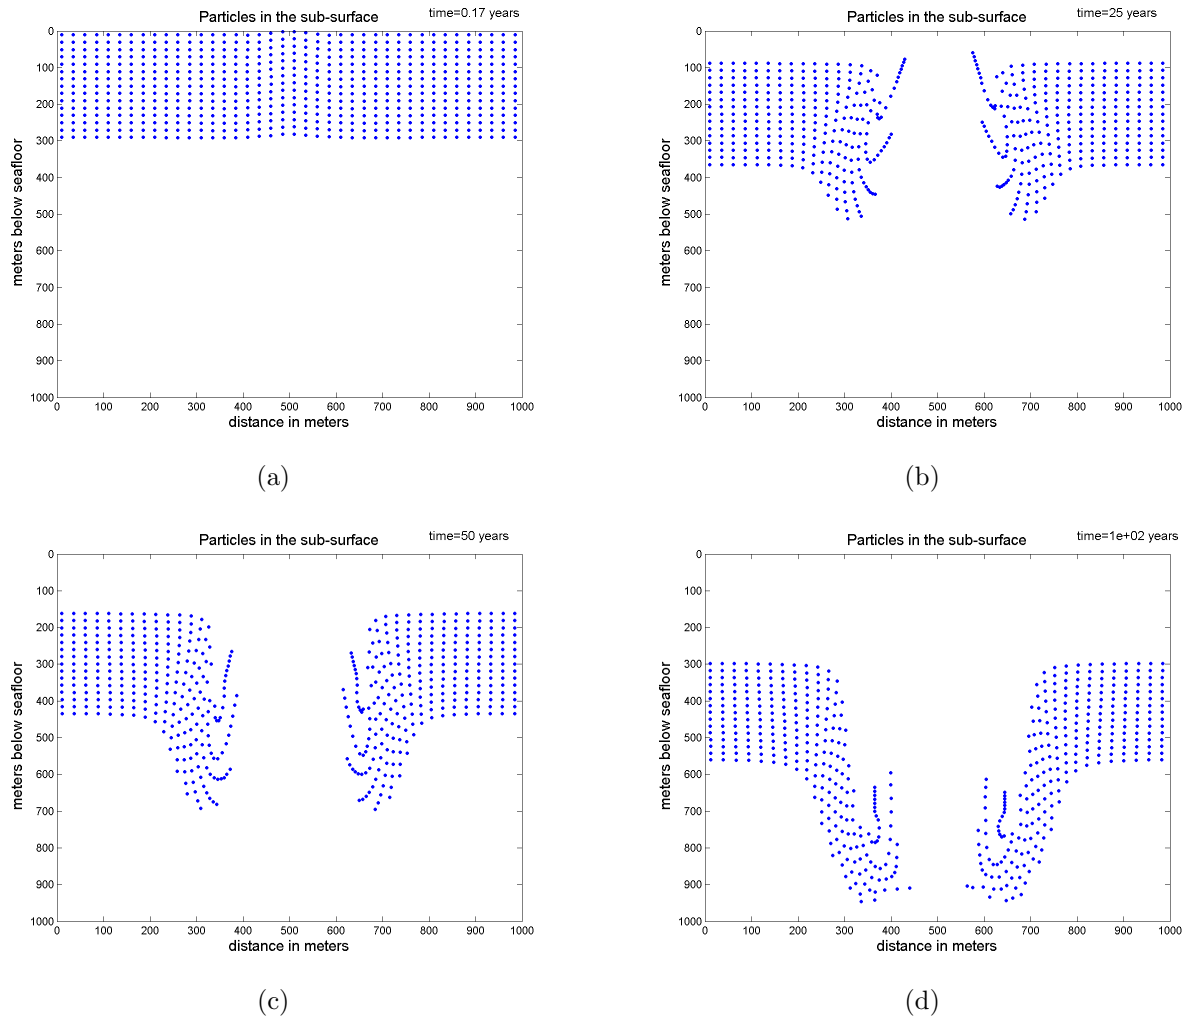 Particles in the sub-surface time=0.17 years
0
100
200
300
400
500
600
700
800
900
1000
meters below seafloor
0 100 200 300 400 500 600 700 800 900 1000
distance in meters
(a)
Particles in the sub-surface time=25 years
0
100
200
300
400
500
600
700
800
900
1000
meters below seafloor
0 100 200 300 400 500 600 700 800 900 1000
distance in meters
(b)
Particles in the sub-surface time=50 years
0
100
200
300
400
500
600
700
800
900
1000
meters below seafloor
0 100 200 300 400 500 600 700 800 900 1000
distance in meters
(c)
Particles in the sub-surface time=1e+02 years
0
100
200
300
400
500
600
700
800
900
1000
meters below seafloor
0 100 200 300 400 500 600 700 800 900 1000
distance in meters
(d)